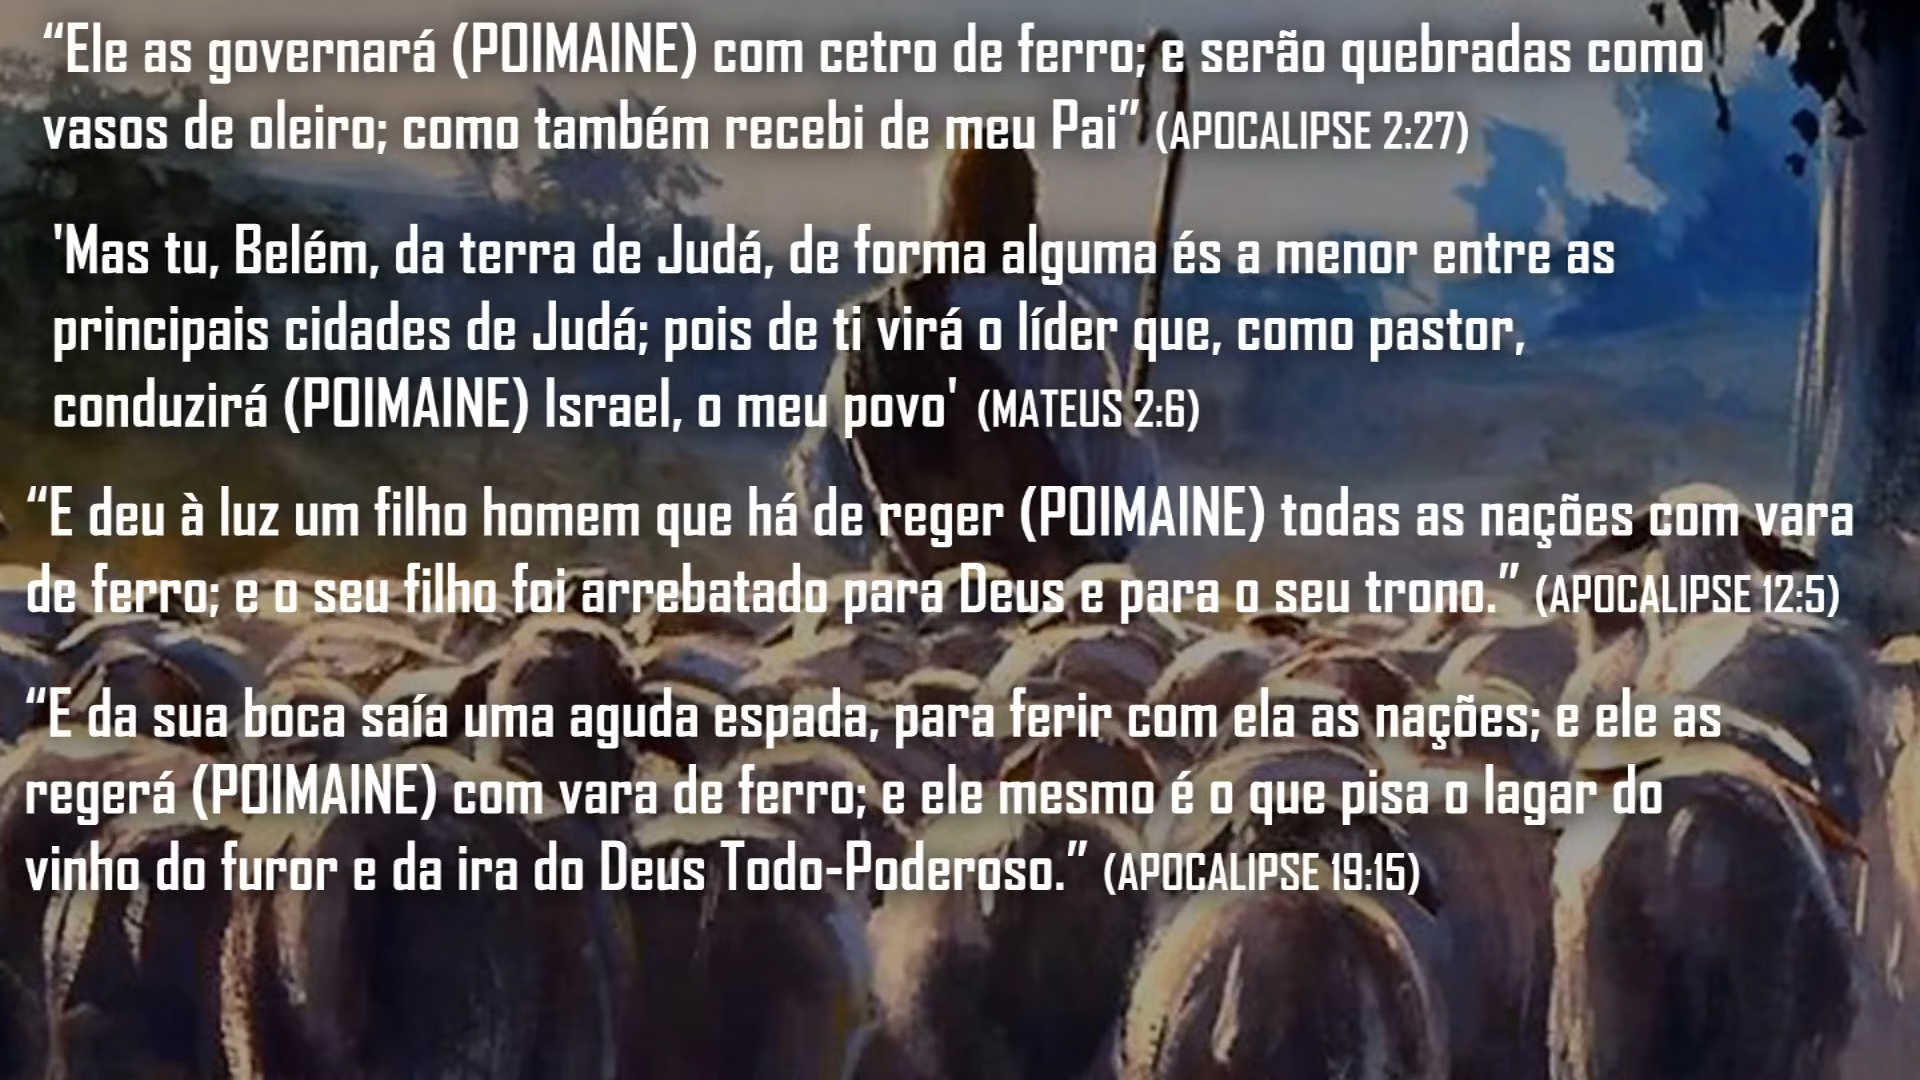 “Ele as governará (POIMAINE) com cetro de ferro; e serão quebradas como
vasos de oleiro; como também recebi de meu Pai” (APOCALIPSE 2:27)
'Mas tu, Belém, da terra de Judá, de forma alguma és a menor entre as
principais cidades de Judá; pois de ti virá o líder que, como pastor,
conduzirá (POIMAINE) Israel, o meu povo' (MATEUS 2:6)
“E deu à luz um filho homem que há de reger (POIMAINE) todas as nações com vara
de ferro; e o seu filho foi arrebatado para Deus e para o seu trono.” (APOCALIPSE 12:5)
“E da sua boca saía uma aguda espada, para ferir com ela as nações; e ele as
regerá (POIMAINE) com vara de ferro; e ele mesmo é o que pisa o lagar do
vinho do furor e da ira do Deus Todo-Poderoso.” (APOCALIPSE 19:15)